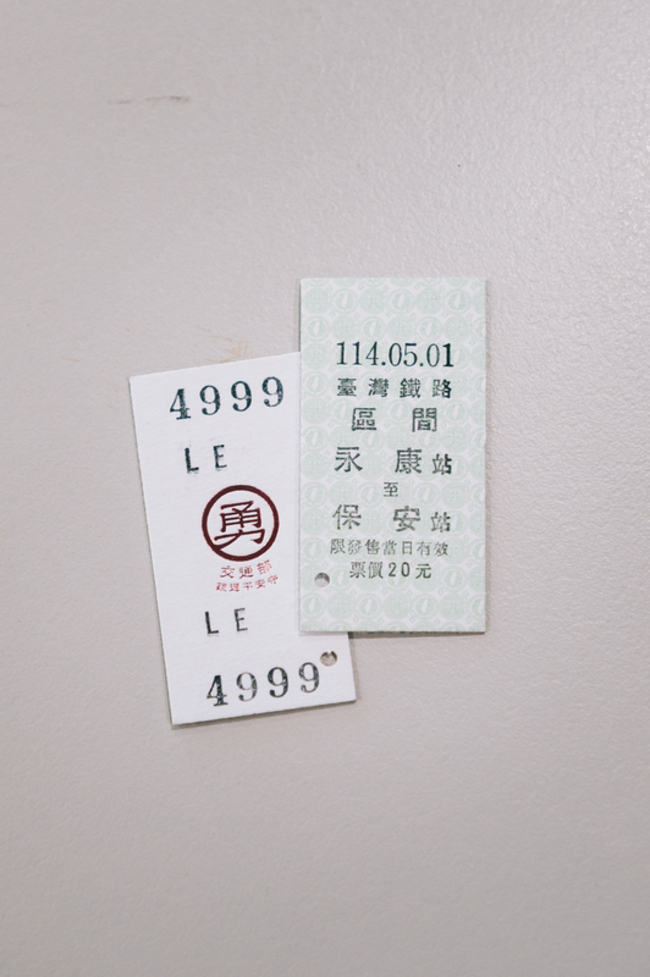 4999
LE
勇
交通部
LE
4999
114.05.01
臺灣鐵路
區間
永康站
至
保安站
限發售當日有效
票價20元